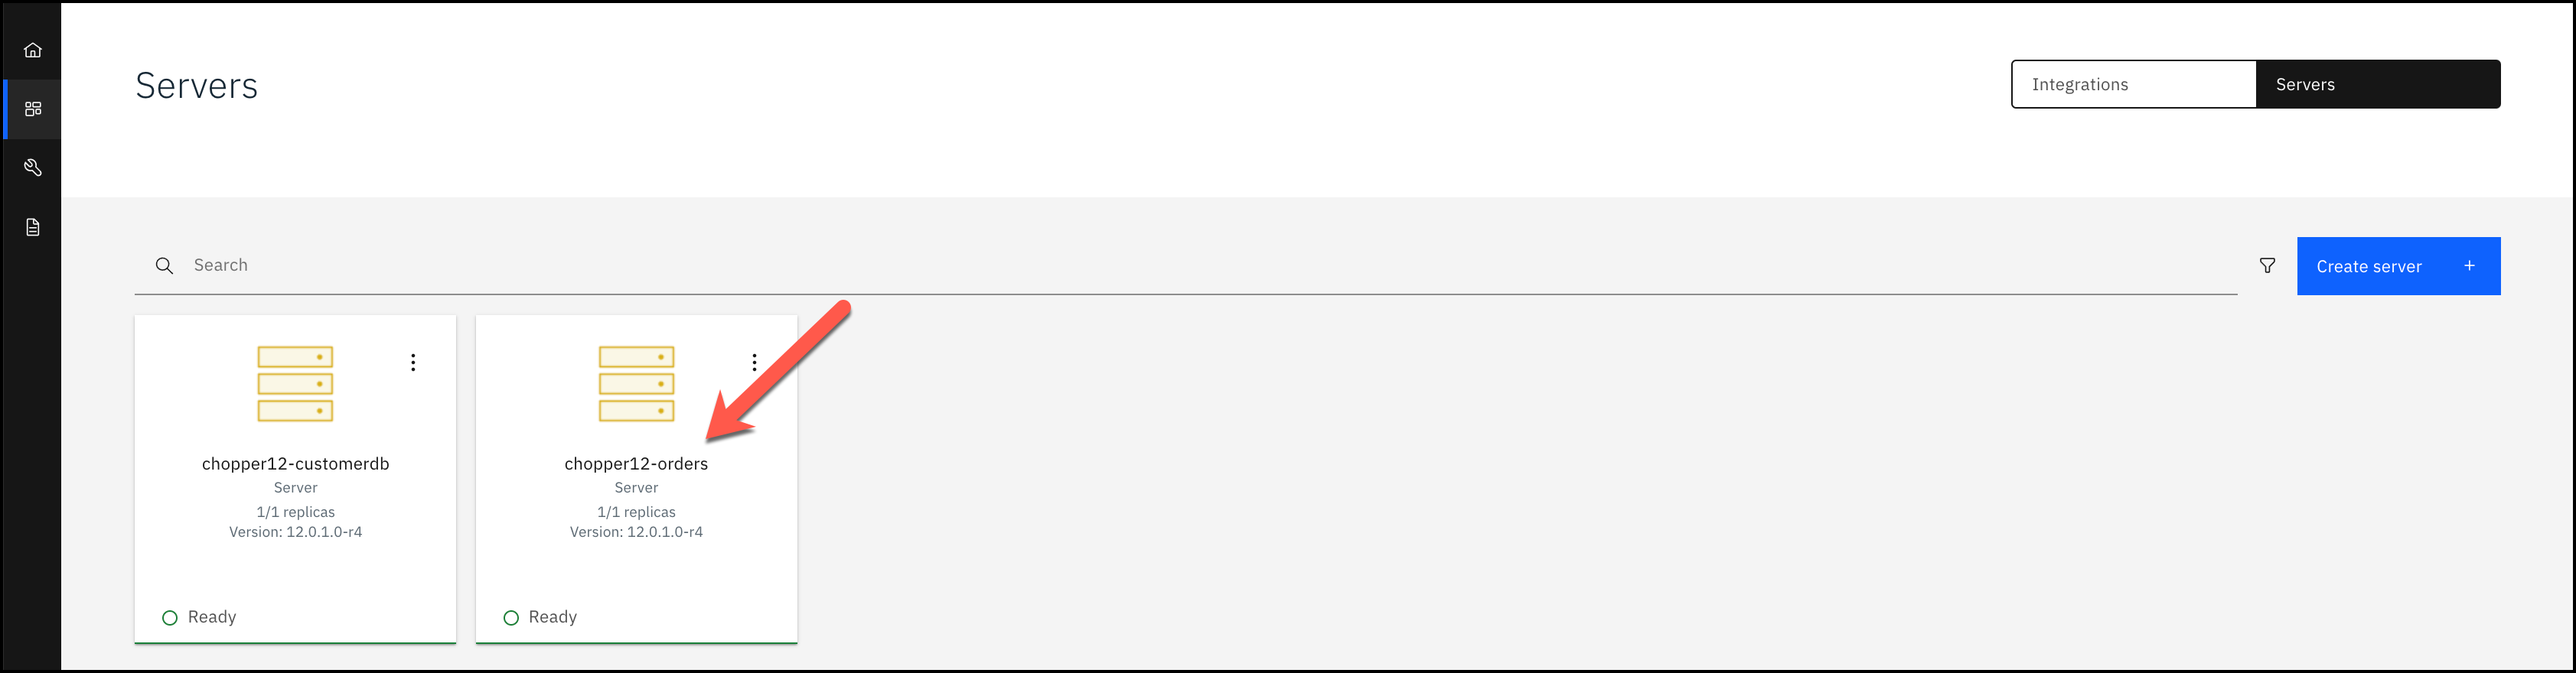 Servers
Integrations
Servers
Search
Create server +
chopper12-customerdb
Server
1/1 replicas
Version: 12.0.1.0-r4
Ready
chopper12-orders
Server
1/1 replicas
Version: 12.0.1.0-r4
Ready